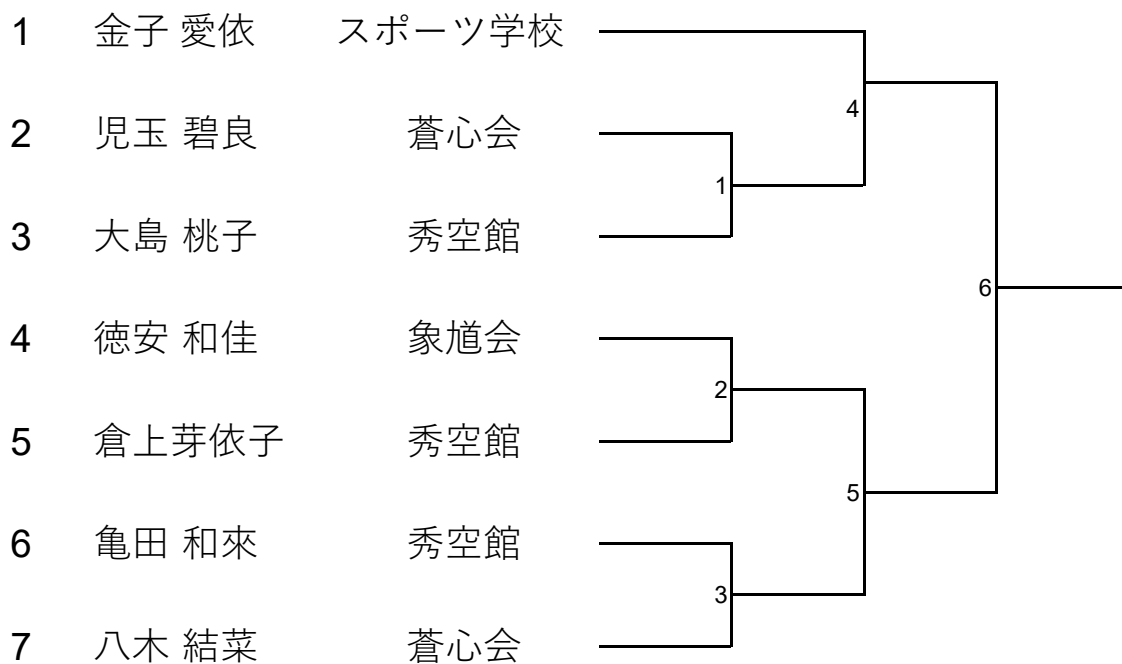 1 金子 愛依 スポーツ学校
4
2 児玉 碧良 蒼心会
1
3 大島 桃子 秀空館
6
4 徳安 和佳 象馗会
2
5 倉上芽依子 秀空館
5
6 亀田 和來 秀空館
3
7 八木 結菜 蒼心会